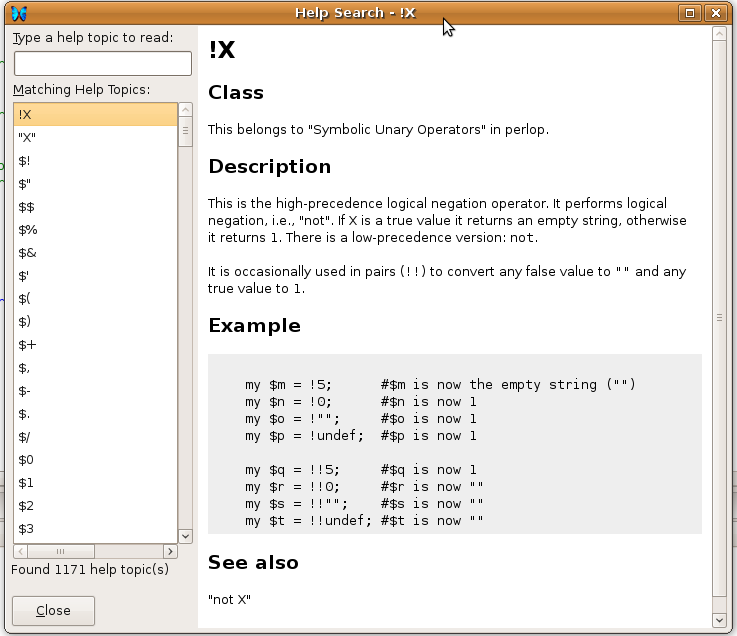 Help Search - !X
Type a help topic to read:
Matching Help Topics:
!X
"X"
$!
$"
$$
$%
$&
$'
$(
$)
$+
$,
$-
$.
$/
$0
$1
$2
$3
Found 1171 help topic(s)
Close
!X
Class
This belongs to "Symbolic Unary Operators" in perlop.
Description
This is the high-precedence logical negation operator. It performs logical
negation, i.e., "not". If X is a true value it returns an empty string, otherwise
it returns 1. There is a low-precedence version: not.
It is occasionally used in pairs (!!) to convert any false value to "" and any
true value to 1.
Example
my $m = !5;      #$m is now the empty string ("")
my $n = !0;      #$n is now 1
my $o = !"";     #$o is now 1
my $p = !undef;  #$p is now 1
my $q = !!5;     #$q is now 1
my $r = !!0;     #$r is now ""
my $s = !!"";    #$s is now ""
my $t = !!undef; #$t is now ""
See also
"not X"